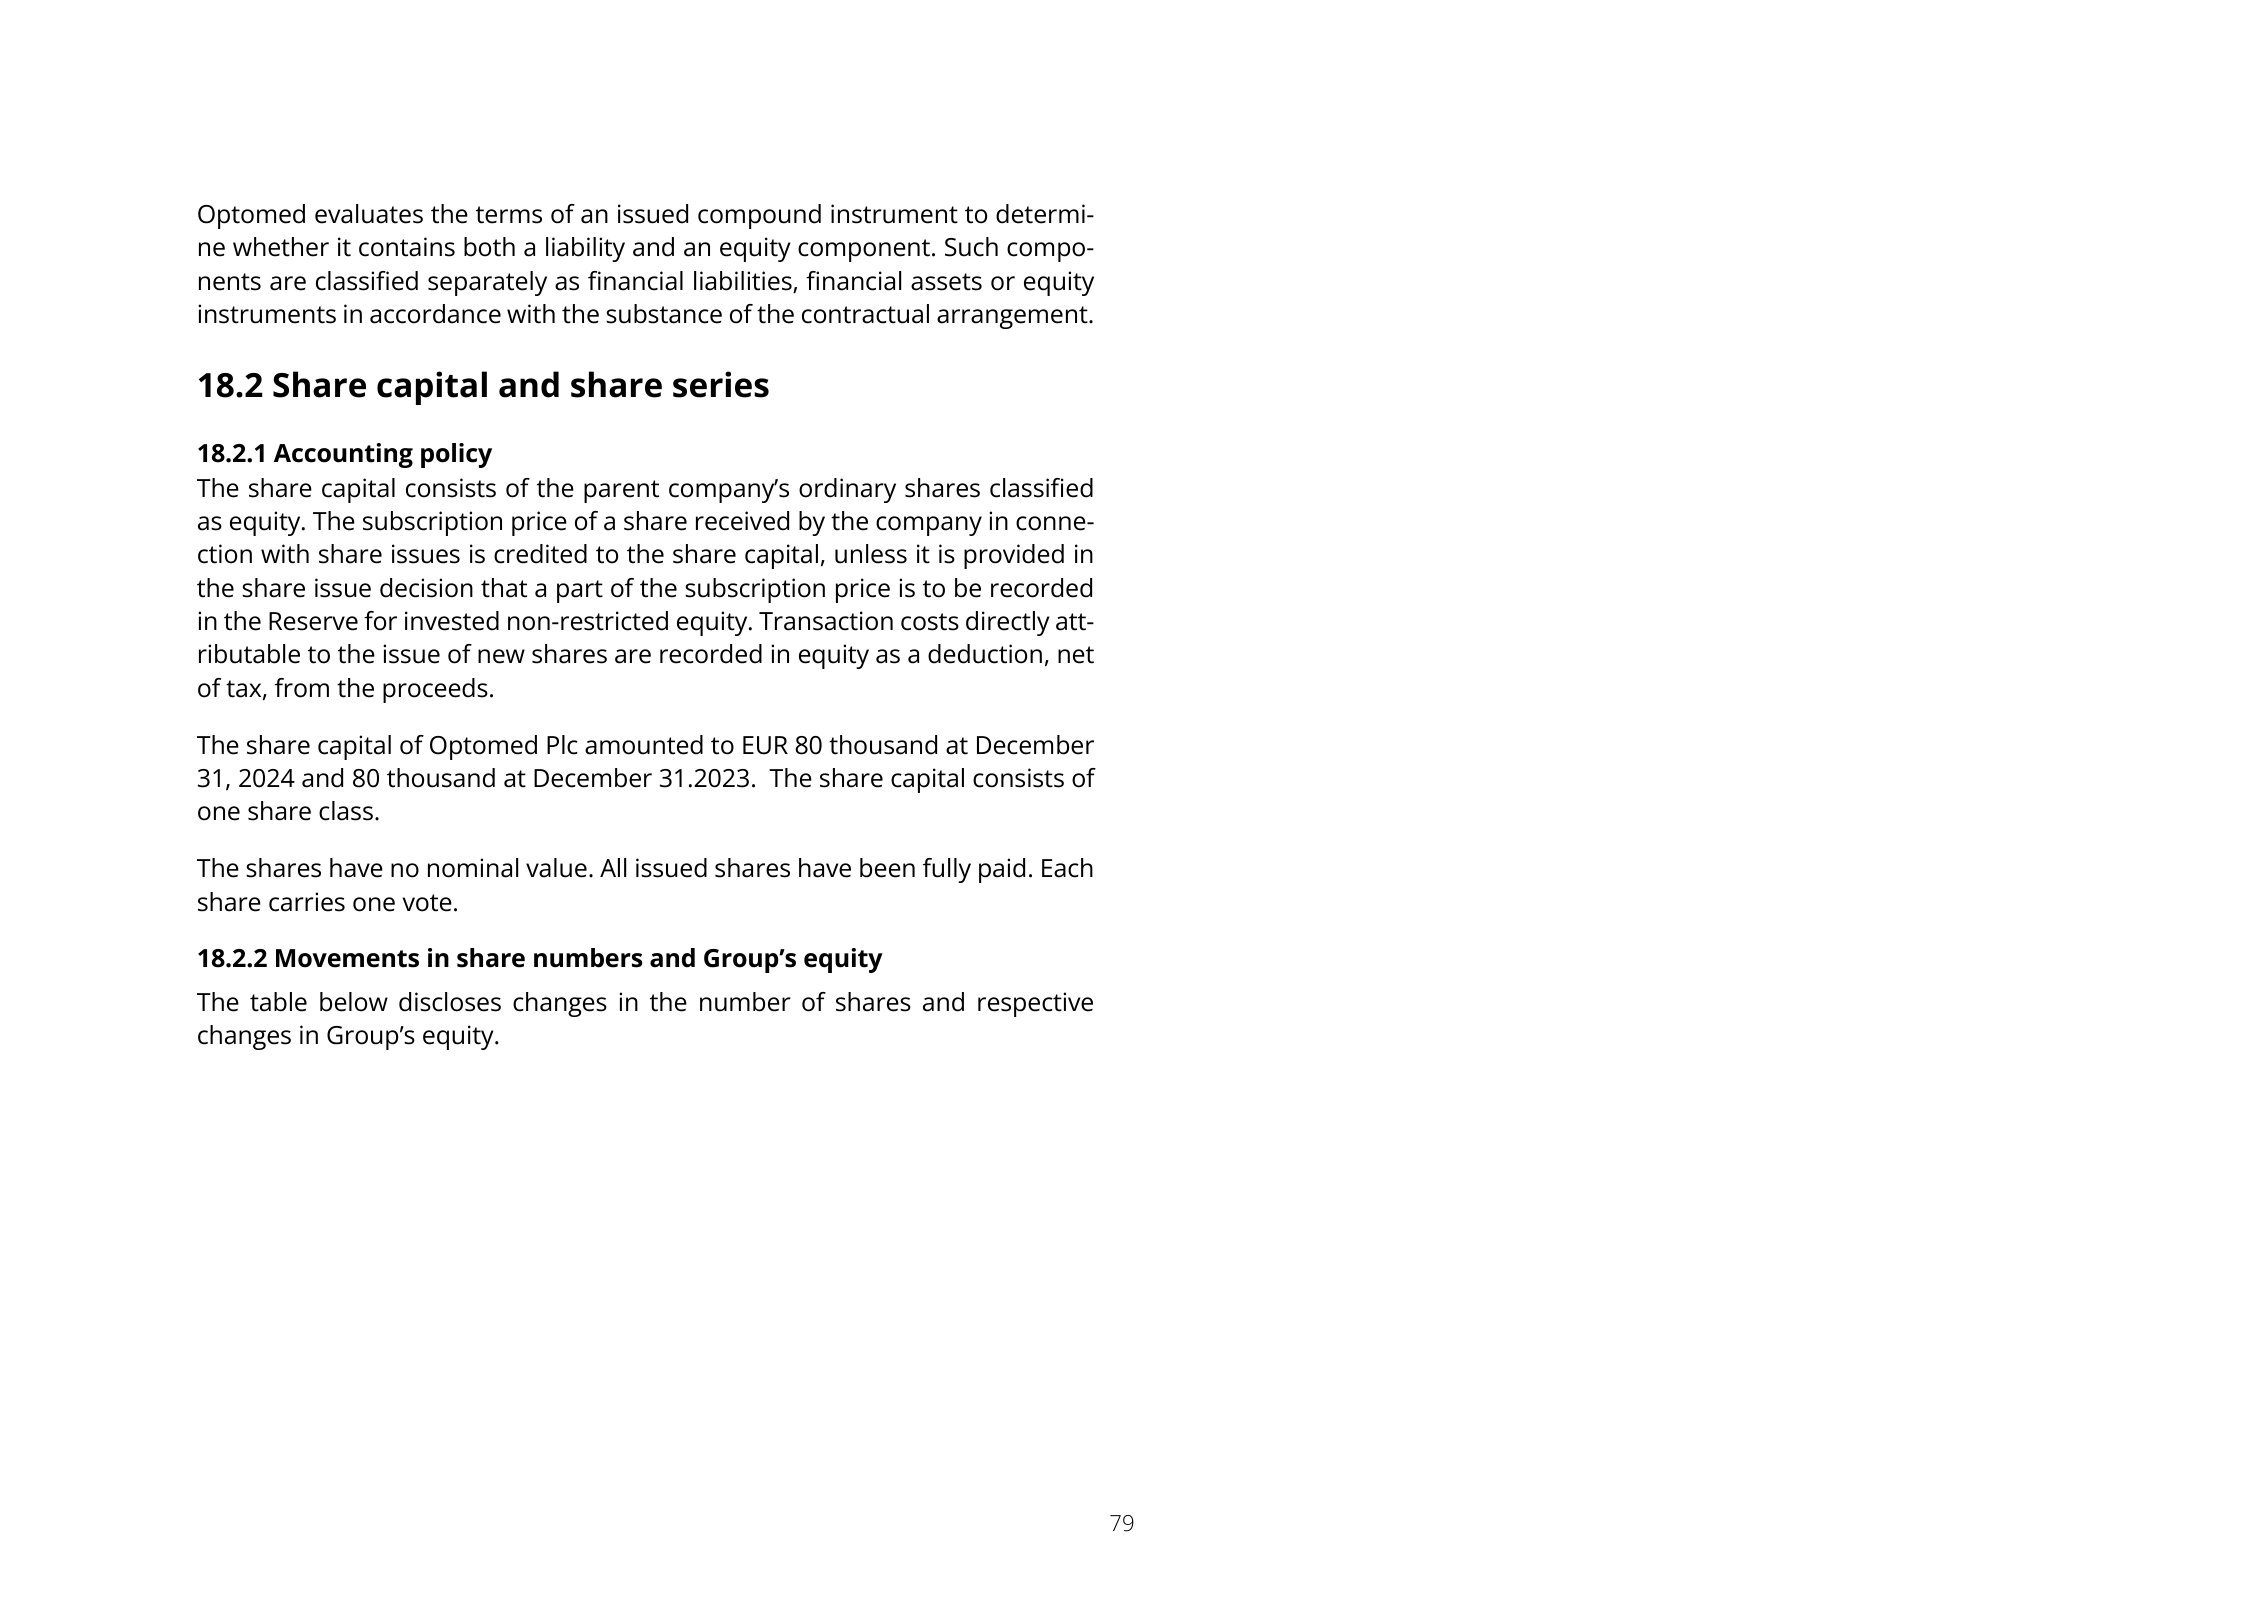 Optomed evaluates the terms of an issued compound instrument to determi-
ne whether it contains both a liability and an equity component. Such compo-
nents are classified separately as financial liabilities, financial assets or equity
instruments in accordance with the substance of the contractual arrangement.
18.2 Share capital and share series
18.2.1 Accounting policy
The share capital consists of the parent company’s ordinary shares classified
as equity. The subscription price of a share received by the company in conne-
ction with share issues is credited to the share capital, unless it is provided in
the share issue decision that a part of the subscription price is to be recorded
in the Reserve for invested non-restricted equity. Transaction costs directly att-
ributable to the issue of new shares are recorded in equity as a deduction, net
of tax, from the proceeds.
The share capital of Optomed Plc amounted to EUR 80 thousand at December
31, 2024 and 80 thousand at December 31.2023.  The share capital consists of
one share class.
The shares have no nominal value. All issued shares have been fully paid. Each
share carries one vote.
18.2.2 Movements in share numbers and Group’s equity
The table below discloses changes in the number of shares and respective
changes in Group’s equity.
79